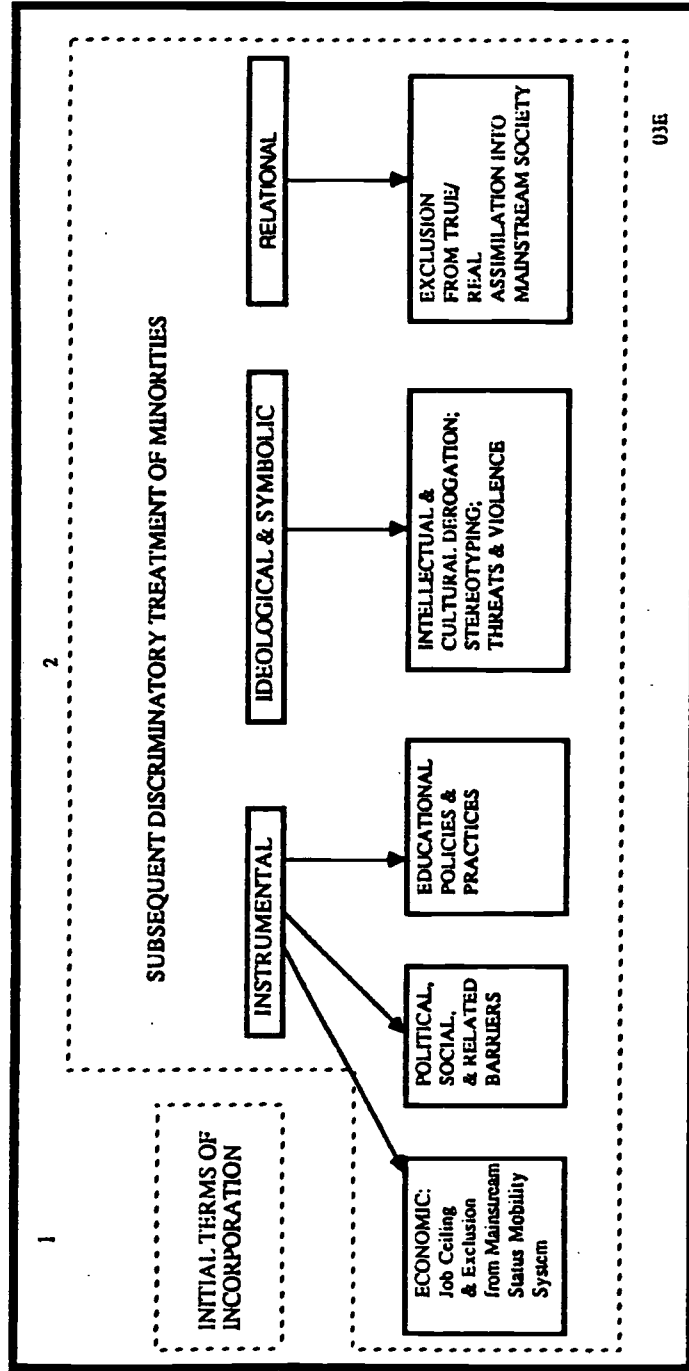 1
2
INITIAL TERMS OF
INCORPORATION
SUBSEQUENT DISCRIMINATORY TREATMENT OF MINORITIES
INSTRUMENTAL
IDEOLOGICAL & SYMBOLIC
RELATIONAL
ECONOMIC:
Job Ceiling
& Exclusion
from Mainstream
Status Mobility
System
POLITICAL,
SOCIAL,
& RELATED
BARRIERS
EDUCATIONAL
POLICIES &
PRACTICES
INTELLECTUAL &
CULTURAL DEROGATION;
STEREOTYPING;
THREATS & VIOLENCE
EXCLUSION
FROM TRUE/
REAL
ASSIMILATION INTO
MAINSTREAM SOCIETY
03E